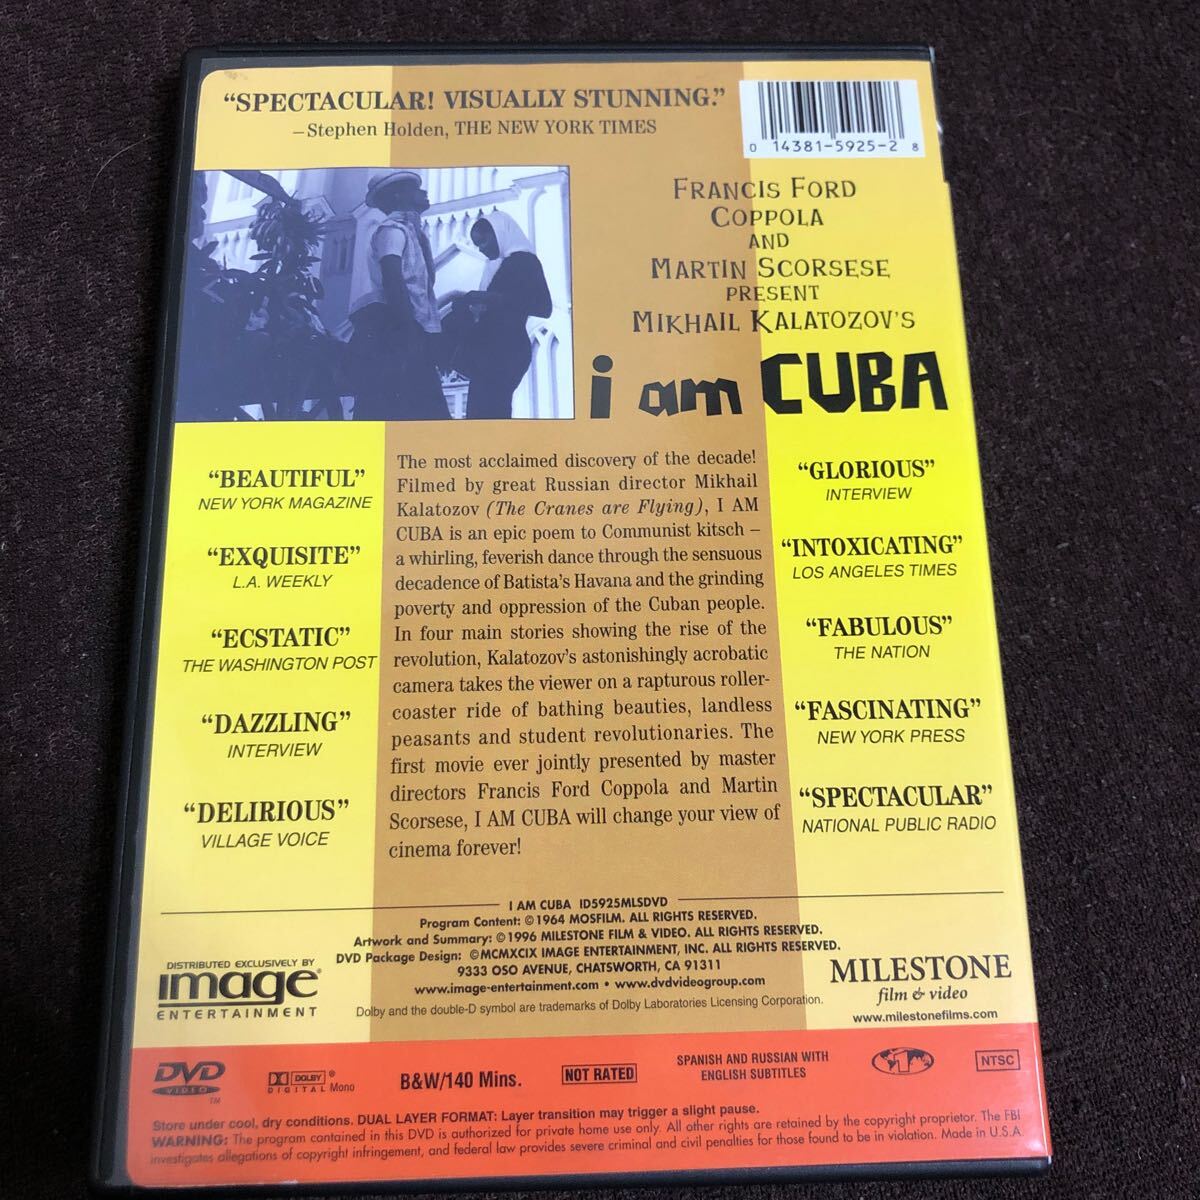 “SPECTACULAR! VISUALLY STUNNING.”
–Stephen Holden, THE NEW YORK TIMES
0 14381-5925-2 8
FRANCIS FORD
COPPOLA
AND
MARTIN SCORSESE
PRESENT
MIKHAIL KALATOZOV'S
i am CUBA
“BEAUTIFUL”
NEW YORK MAGAZINE
“EXQUISITE”
L.A. WEEKLY
“ECSTATIC”
THE WASHINGTON POST
“DAZZLING”
INTERVIEW
“DELIRIOUS”
VILLAGE VOICE
The most acclaimed discovery of the decade!
Filmed by great Russian director Mikhail
Kalatozov (The Cranes are Flying), I AM
CUBA is an epic poem to Communist kitsch –
a whirling, feverish dance through the sensuous
decadence of Batista's Havana and the grinding
poverty and oppression of the Cuban people.
In four main stories showing the rise of the
revolution, Kalatozov's astonishingly acrobatic
camera takes the viewer on a rapturous roller-
coaster ride of bathing beauties, landless
peasants and student revolutionaries. The
first movie ever jointly presented by master
directors Francis Ford Coppola and Martin
Scorsese, I AM CUBA will change your view of
cinema forever!
“GLORIOUS”
INTERVIEW
“INTOXICATING”
LOS ANGELES TIMES
“FABULOUS”
THE NATION
“FASCINATING”
NEW YORK PRESS
“SPECTACULAR”
NATIONAL PUBLIC RADIO
I AM CUBA ID5925MLSDVD
Program Content: ©1964 MOSFILM. ALL RIGHTS RESERVED.
Artwork and Summary: ©1996 MILESTONE FILM & VIDEO. ALL RIGHTS RESERVED.
DVD Package Design: ©MCMXCIX IMAGE ENTERTAINMENT, INC. ALL RIGHTS RESERVED.
9333 OSO AVENUE, CHATSWORTH, CA 91311
www.image-entertainment.com • www.dvdvideogroup.com
Dolby and the double-D symbol are trademarks of Dolby Laboratories Licensing Corporation.
DISTRIBUTED EXCLUSIVELY BY
image®
ENTERTAINMENT
MILESTONE
film & video
www.milestonefilms.com
DVD
VIDEO
TM
DOLBY®
DIGITAL Mono
B&W/140 Mins.
NOT RATED
SPANISH AND RUSSIAN WITH
ENGLISH SUBTITLES
1
NTSC
Store under cool, dry conditions. DUAL LAYER FORMAT: Layer transition may trigger a slight pause.
WARNING: The program contained in this DVD is authorized for private home use only. All other rights are retained by the copyright proprietor. The FBI
investigates allegations of copyright infringement, and federal law provides severe criminal and civil penalties for those found to be in violation. Made in U.S.A.